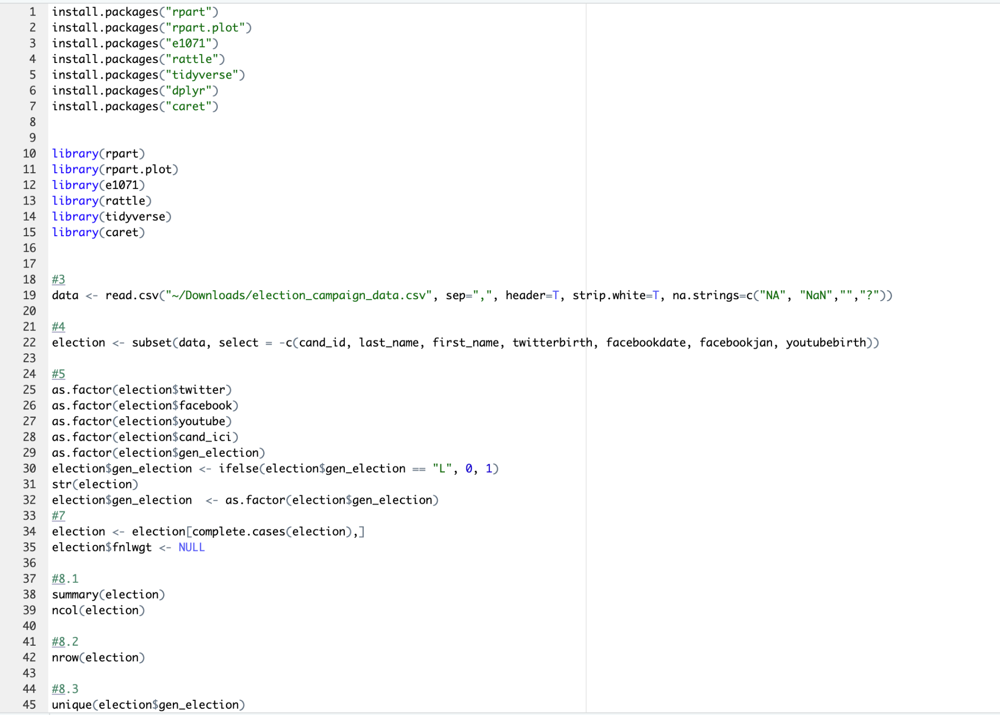 1 install.packages("rpart")
2 install.packages("rpart.plot")
3 install.packages("e1071")
4 install.packages("rattle")
5 install.packages("tidyverse")
6 install.packages("dplyr")
7 install.packages("caret")
8
9
10 library(rpart)
11 library(rpart.plot)
12 library(e1071)
13 library(rattle)
14 library(tidyverse)
15 library(caret)
16
17
18 #3
19 data <- read.csv("~/Downloads/election_campaign_data.csv", sep=",", header=T, strip.white=T, na.strings=c("NA", "NaN","","?"))
20
21 #4
22 election <- subset(data, select = -c(cand_id, last_name, first_name, twitterbirth, facebookdate, facebookjan, youtubebirth))
23
24 #5
25 as.factor(election$twitter)
26 as.factor(election$facebook)
27 as.factor(election$youtube)
28 as.factor(election$cand_ici)
29 as.factor(election$gen_election)
30 election$gen_election <- ifelse(election$gen_election == "L", 0, 1)
31 str(election)
32 election$gen_election  <- as.factor(election$gen_election)
33 #7
34 election <- election[complete.cases(election),]
35 election$fnlwgt <- NULL
36
37 #8.1
38 summary(election)
39 ncol(election)
40
41 #8.2
42 nrow(election)
43
44 #8.3
45 unique(election$gen_election)